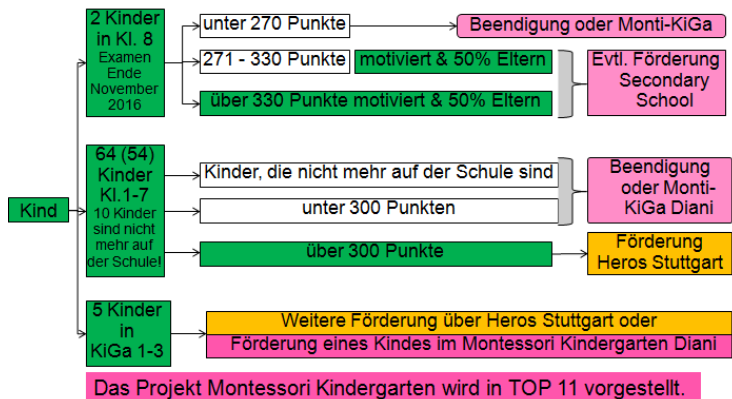 2 Kinder
in Kl. 8
Examen
Ende
November
2016
unter 270 Punkte
Beendigung oder Monti-KiGa
271 - 330 Punkte
motiviert & 50% Eltern
über 330 Punkte motiviert & 50% Eltern
Evtl. Förderung
Secondary
School
Kind
64 (54)
Kinder
Kl.1-7
10 Kinder
sind nicht
mehr auf
der Schule!
Kinder, die nicht mehr auf der Schule sind
unter 300 Punkten
Beendigung
oder Monti-
KiGa Diani
über 300 Punkte
Förderung
Heros Stuttgart
5 Kinder
in
KiGa 1-3
Weitere Förderung über Heros Stuttgart oder
Förderung eines Kindes im Montessori Kindergarten Diani
Das Projekt Montessori Kindergarten wird in TOP 11 vorgestellt.